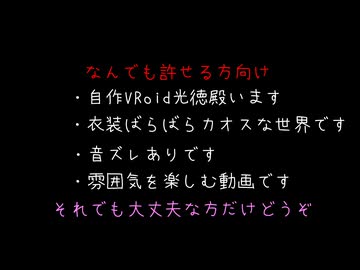 なんでも許せる方向け
・自作VRoid光徳殿います
・衣装ばらばらカオスな世界です
・音ズレありです
・雰囲気を楽しむ動画です
それでも大丈夫な方だけどうぞ